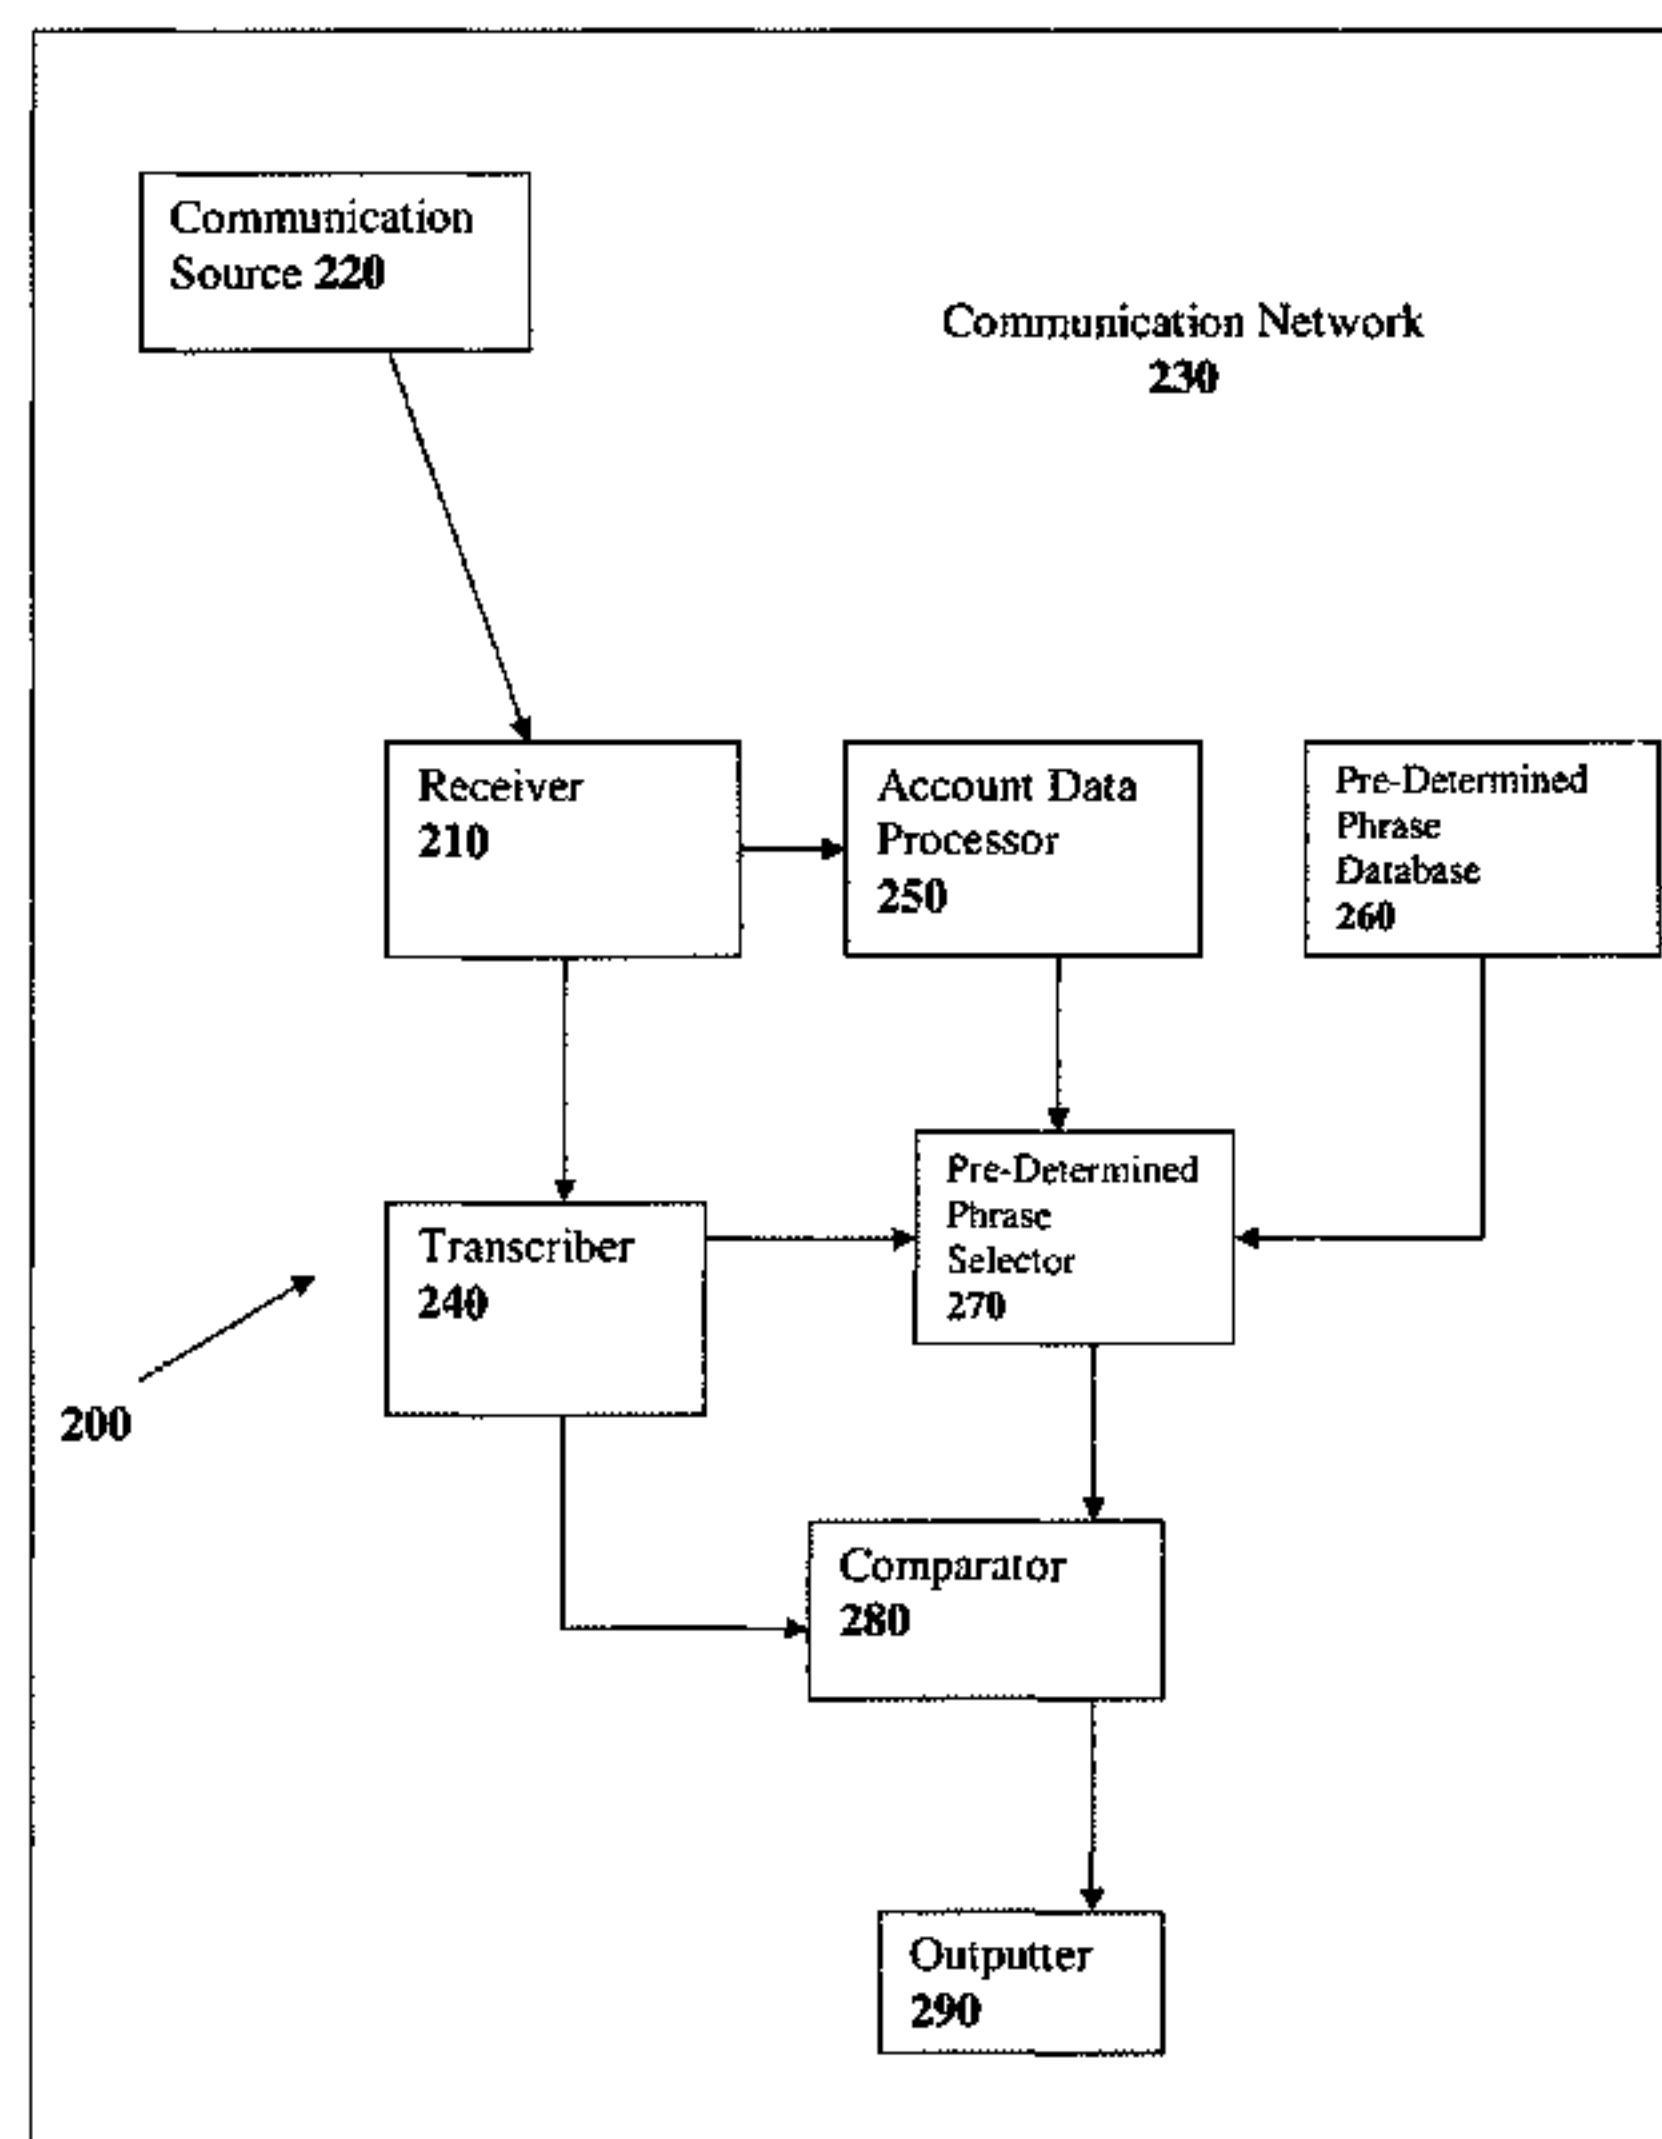 Communication
Source 220
Communication Network
230
Receiver
210
Account Data
Processor
250
Pre-Determined
Phrase
Database
260
Transcriber
240
Pre-Determined
Phrase
Selector
270
200
Comparator
280
Outputter
290